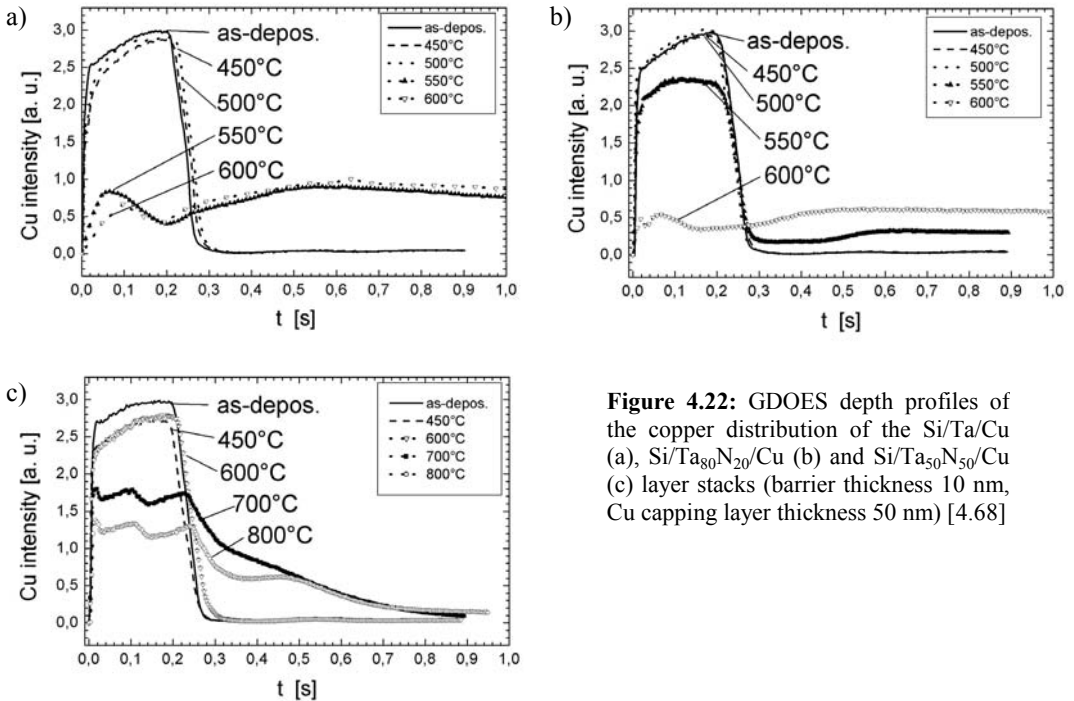 a)
Cu intensity [a. u.]
3,0
2,5
2,0
1,5
1,0
0,5
0,0
as-depos.
450°C
500°C
550°C
600°C
as-depos.
450°C
500°C
550°C
600°C
0,0 0,1 0,2 0,3 0,4 0,5 0,6 0,7 0,8 0,9 1,0
t [s]
b)
Cu intensity [a. u.]
3,0
2,5
2,0
1,5
1,0
0,5
0,0
as-depos.
450°C
500°C
550°C
600°C
as-depos.
450°C
500°C
550°C
600°C
0,0 0,1 0,2 0,3 0,4 0,5 0,6 0,7 0,8 0,9 1,0
t [s]
c)
Cu intensity [a. u.]
3,0
2,5
2,0
1,5
1,0
0,5
0,0
as-depos.
450°C
600°C
700°C
800°C
as-depos.
450°C
600°C
700°C
800°C
0,0 0,1 0,2 0,3 0,4 0,5 0,6 0,7 0,8 0,9 1,0
t [s]
Figure 4.22: GDOES depth profiles of
the copper distribution of the Si/Ta/Cu
(a), Si/Ta₈₀N₂₀/Cu (b) and Si/Ta₅₀N₅₀/Cu
(c) layer stacks (barrier thickness 10 nm,
Cu capping layer thickness 50 nm) [4.68]